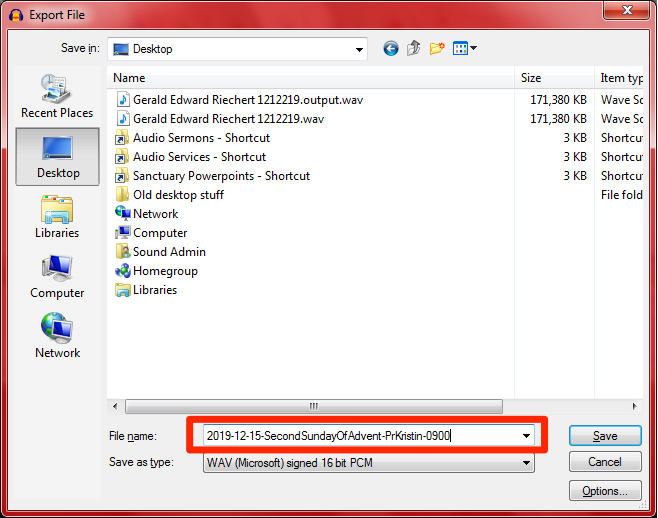 Export File
Save in: Desktop
Name Size Item typ
Gerald Edward Riechert 1212219.output.wav 171,380 KB Wave So
Gerald Edward Riechert 1212219.wav 171,380 KB Wave So
Audio Sermons - Shortcut 3 KB Shortcut
Audio Services - Shortcut 3 KB Shortcut
Sanctuary Powerpoints - Shortcut 3 KB Shortcut
Old desktop stuff File fold
Network
Computer
Sound Admin
Homegroup
Libraries
Recent Places
Desktop
Libraries
Computer
Network
File name: 2019-12-15-SecondSundayOfAdvent-PrKristin-0900
Save as type: WAV (Microsoft) signed 16 bit PCM
Save
Cancel
Options...